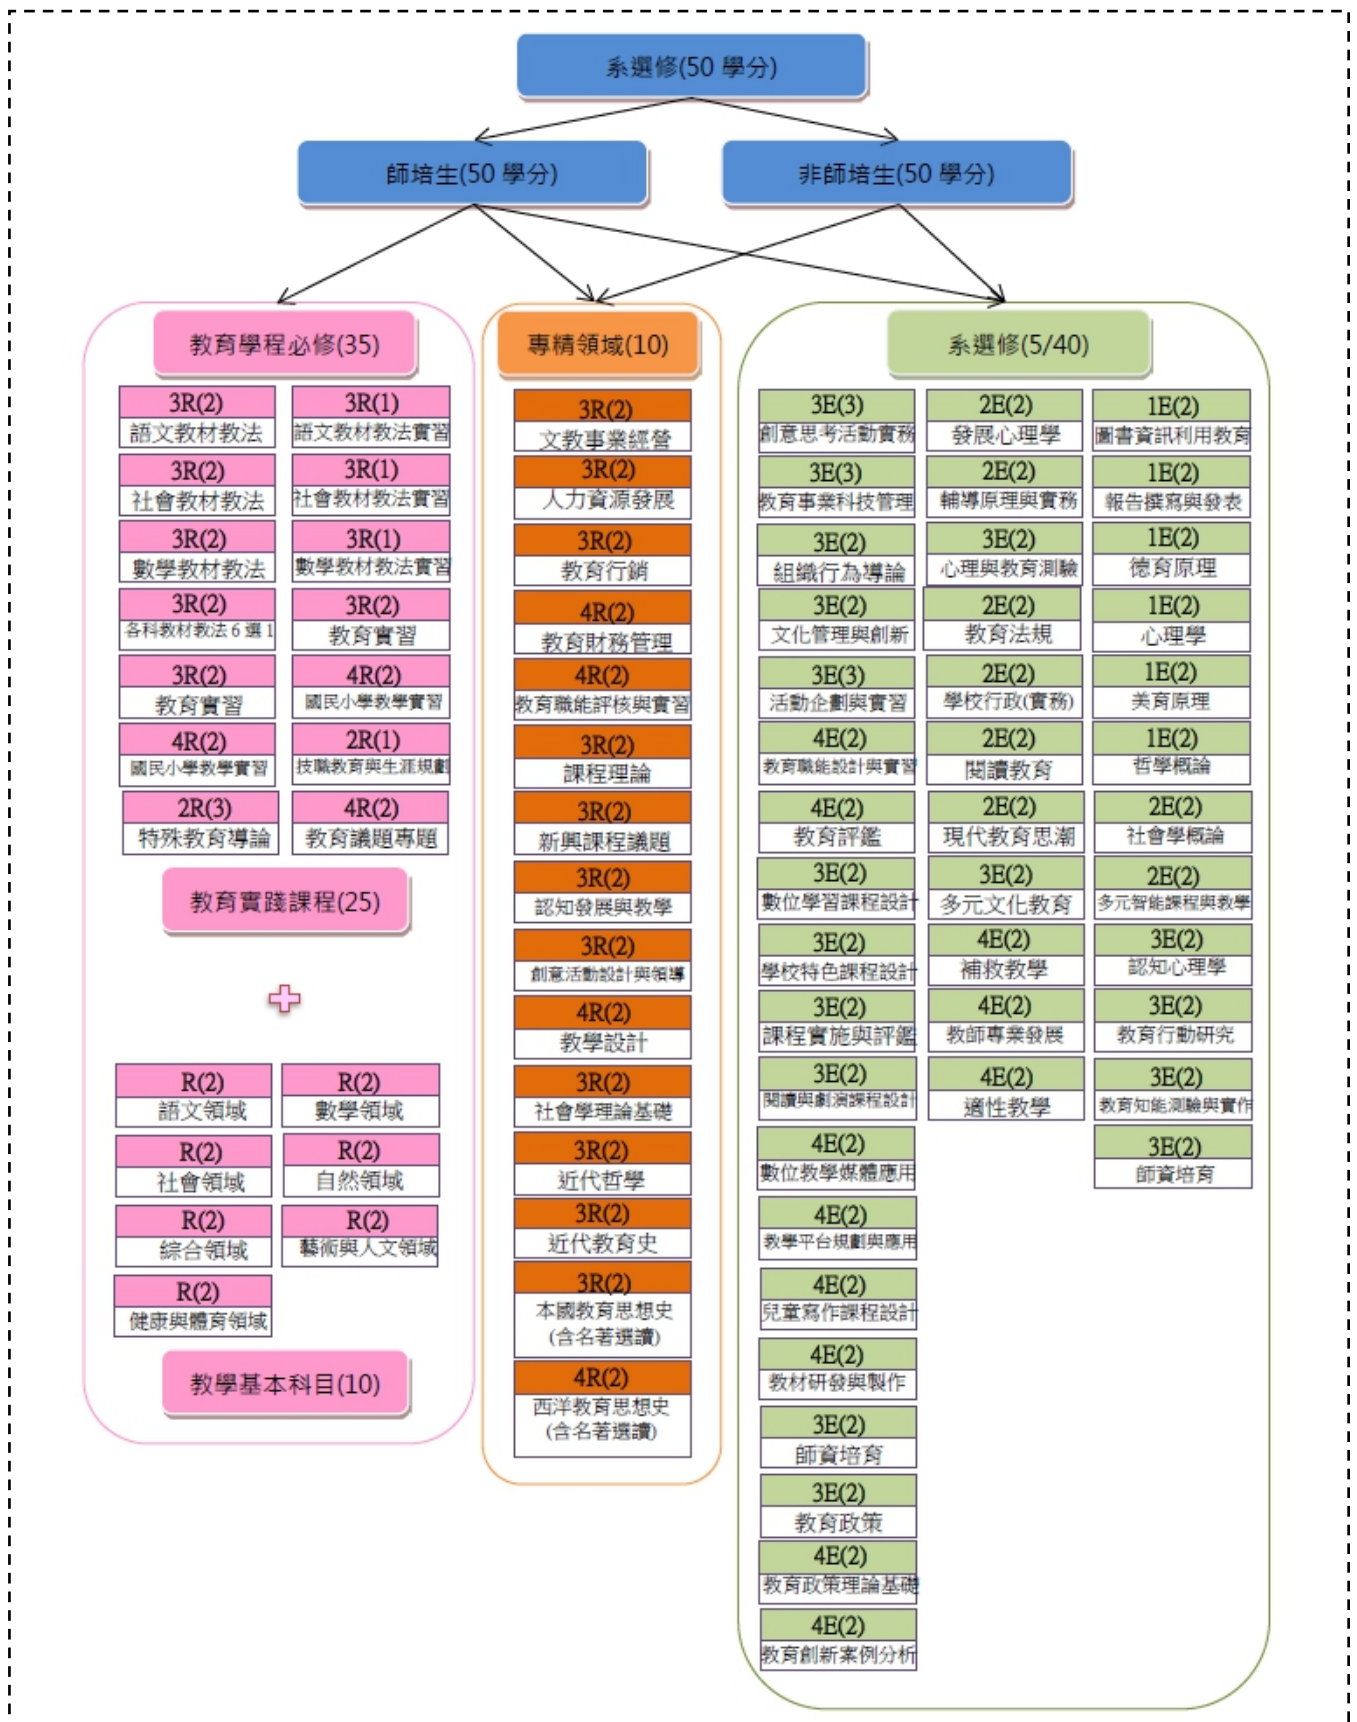 系選修(50 學分)
師培生(50 學分)
非師培生(50 學分)
教育學程必修(35)
3R(2)
語文教材教法
3R(1)
語文教材教法實習
3R(2)
社會教材教法
3R(1)
社會教材教法實習
3R(2)
數學教材教法
3R(1)
數學教材教法實習
3R(2)
各科教材教法 6 選 1
3R(2)
教育實習
3R(2)
教育實習
4R(2)
國民小學教學實習
4R(2)
國民小學教學實習
2R(1)
技職教育與生涯規劃
2R(3)
特殊教育導論
4R(2)
教育議題專題
教育實踐課程(25)
R(2)
語文領域
R(2)
數學領域
R(2)
社會領域
R(2)
自然領域
R(2)
綜合領域
R(2)
藝術與人文領域
R(2)
健康與體育領域
教學基本科目(10)
專精領域(10)
3R(2)
文教事業經營
3R(2)
人力資源發展
3R(2)
教育行銷
4R(2)
教育財務管理
4R(2)
教育職能評核與實習
3R(2)
課程理論
3R(2)
新興課程議題
3R(2)
認知發展與教學
3R(2)
創意活動設計與領導
4R(2)
教學設計
3R(2)
社會學理論基礎
3R(2)
近代哲學
3R(2)
近代教育史
3R(2)
本國教育思想史
(含名著選讀)
4R(2)
西洋教育思想史
(含名著選讀)
系選修(5/40)
3E(3)
創意思考活動實務
3E(3)
教育事業科技管理
3E(2)
組織行為導論
3E(2)
文化管理與創新
3E(3)
活動企劃與實習
4E(2)
教育職能設計與實習
4E(2)
教育評鑑
3E(2)
數位學習課程設計
3E(2)
學校特色課程設計
3E(2)
課程實施與評鑑
3E(2)
閱讀與劇演課程設計
4E(2)
數位教學媒體應用
4E(2)
教學平台規劃與應用
4E(2)
兒童寫作課程設計
4E(2)
教材研發與製作
3E(2)
師資培育
3E(2)
教育政策
4E(2)
教育政策理論基礎
4E(2)
教育創新案例分析
2E(2)
發展心理學
2E(2)
輔導原理與實務
3E(2)
心理與教育測驗
2E(2)
教育法規
2E(2)
學校行政(實務)
2E(2)
閱讀教育
2E(2)
現代教育思潮
3E(2)
多元文化教育
4E(2)
補救教學
4E(2)
教師專業發展
4E(2)
適性教學
1E(2)
圖書資訊利用教育
1E(2)
報告撰寫與發表
1E(2)
德育原理
1E(2)
心理學
1E(2)
美育原理
1E(2)
哲學概論
2E(2)
社會學概論
2E(2)
多元智能課程與教學
3E(2)
認知心理學
3E(2)
教育行動研究
3E(2)
教育知能測驗與實作
3E(2)
師資培育